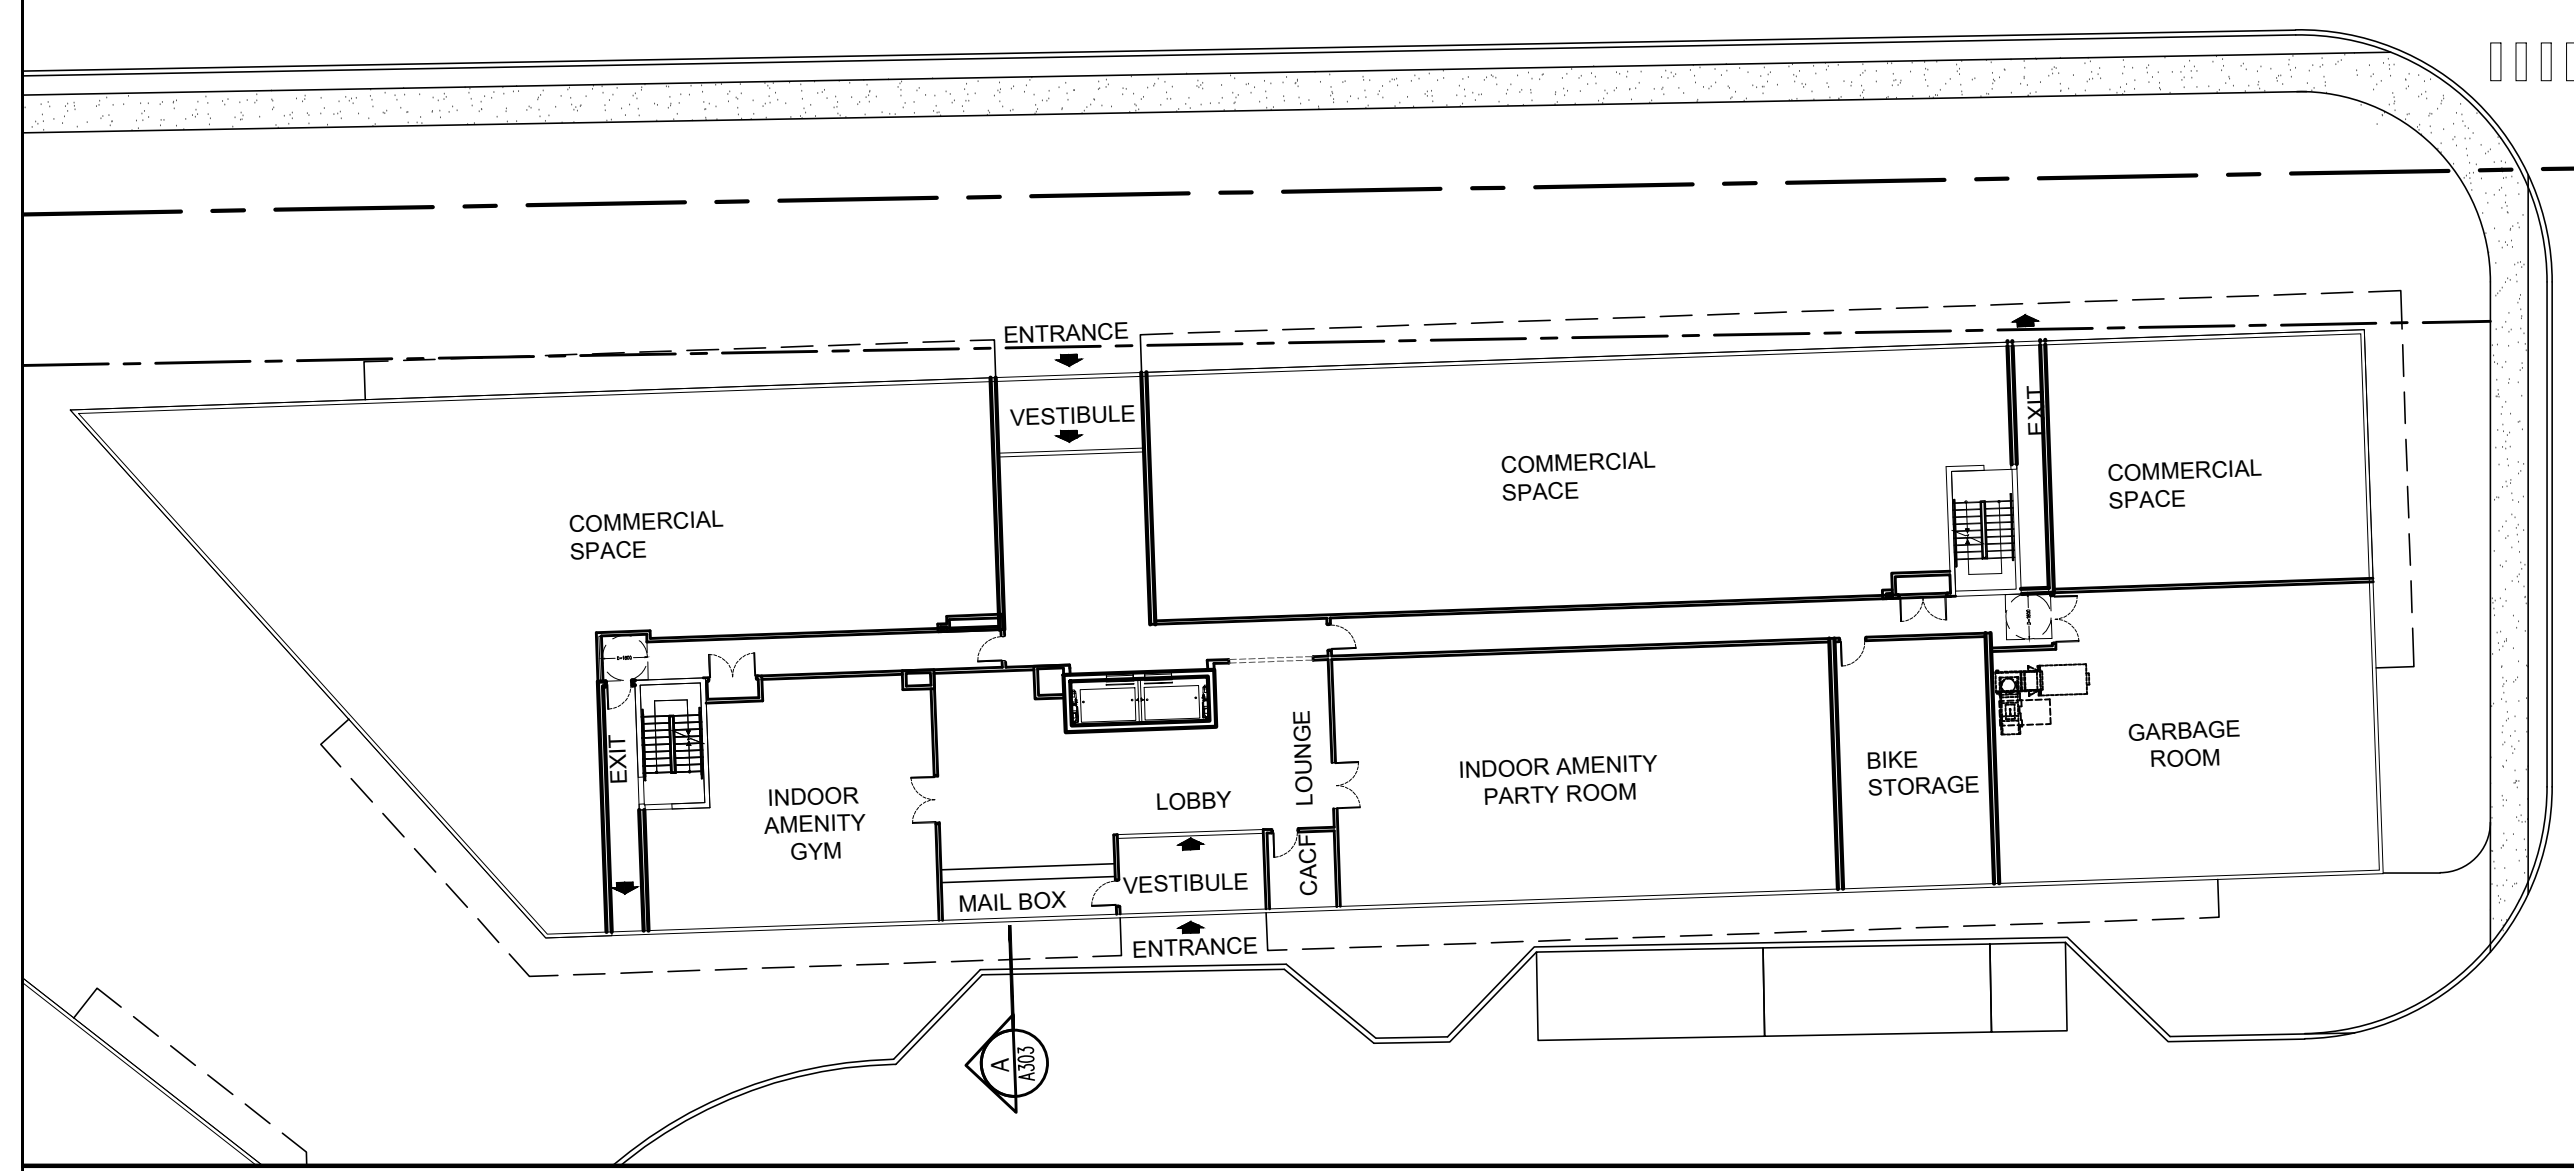 ENTRANCE
VESTIBULE
COMMERCIAL
SPACE
EXIT
COMMERCIAL
SPACE
COMMERCIAL
SPACE
EXIT
INDOOR
AMENITY
GYM
LOBBY
LOUNGE
INDOOR AMENITY
PARTY ROOM
BIKE
STORAGE
GARBAGE
ROOM
MAIL BOX
VESTIBULE
CACF
ENTRANCE
A
A303